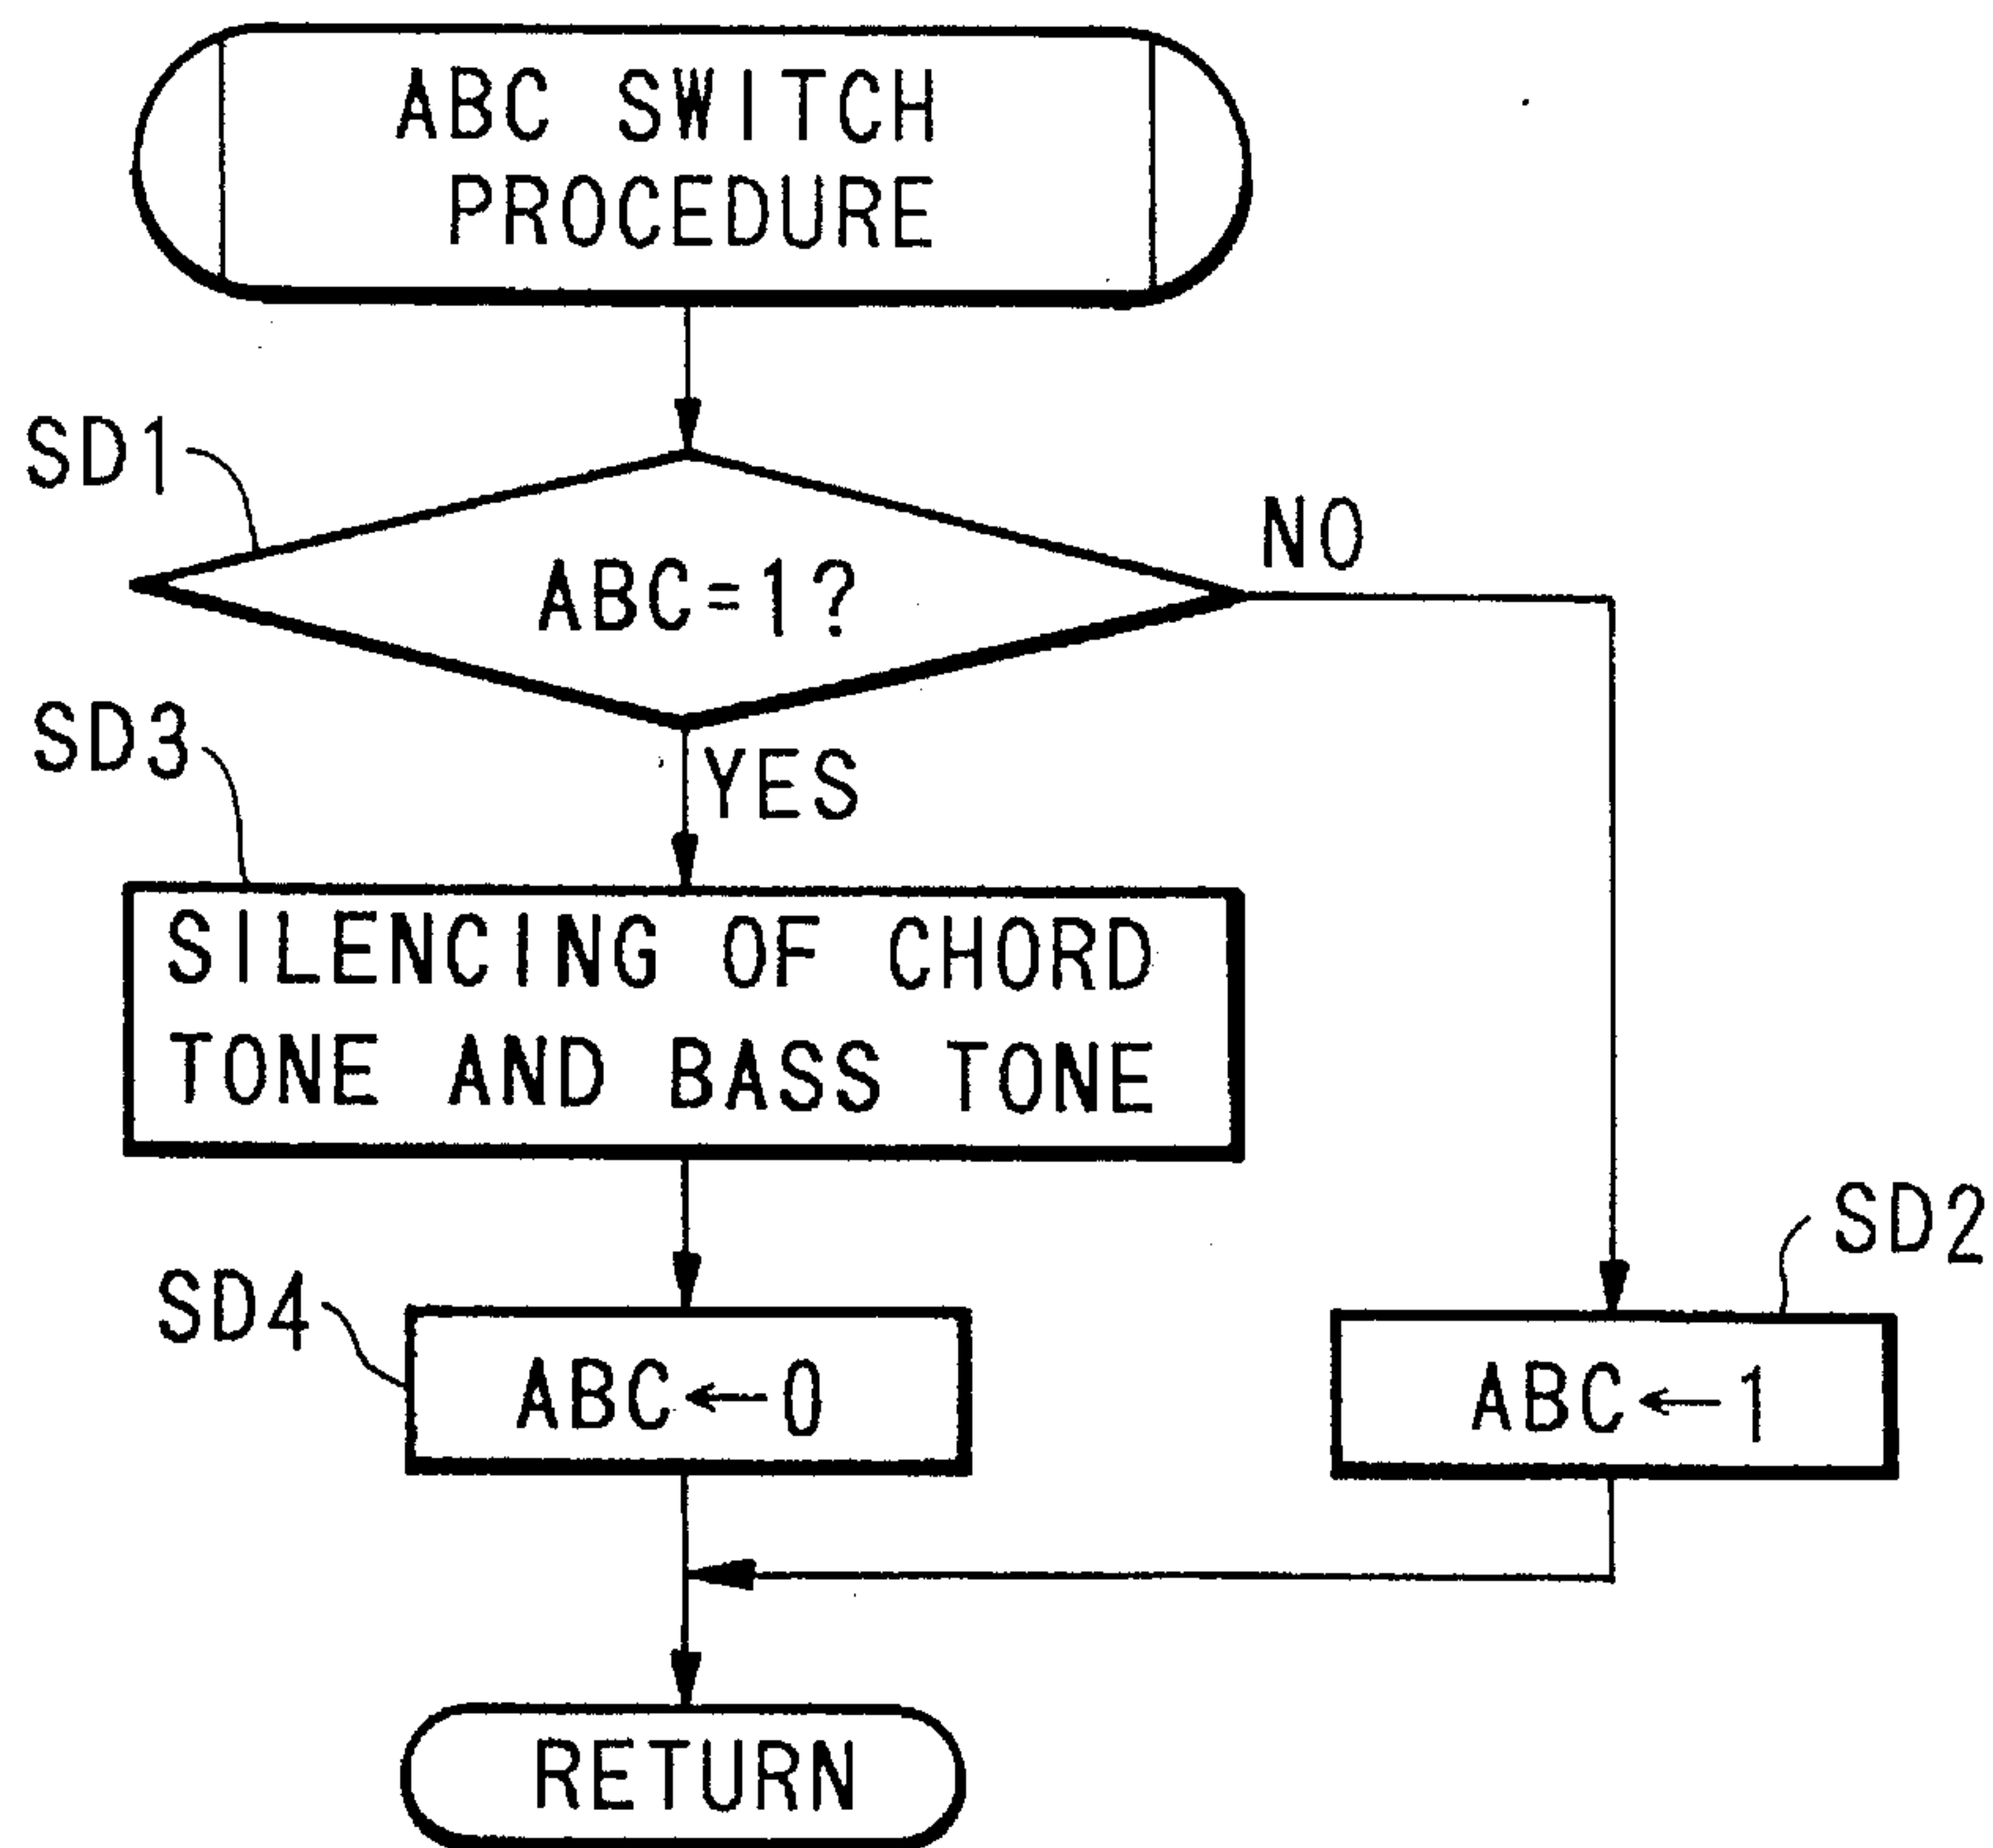 ABC SWITCH
PROCEDURE
SD1
ABC=1?
NO
SD3
YES
SILENCING OF CHORD
TONE AND BASS TONE
SD4
ABC←0
SD2
ABC←1
RETURN